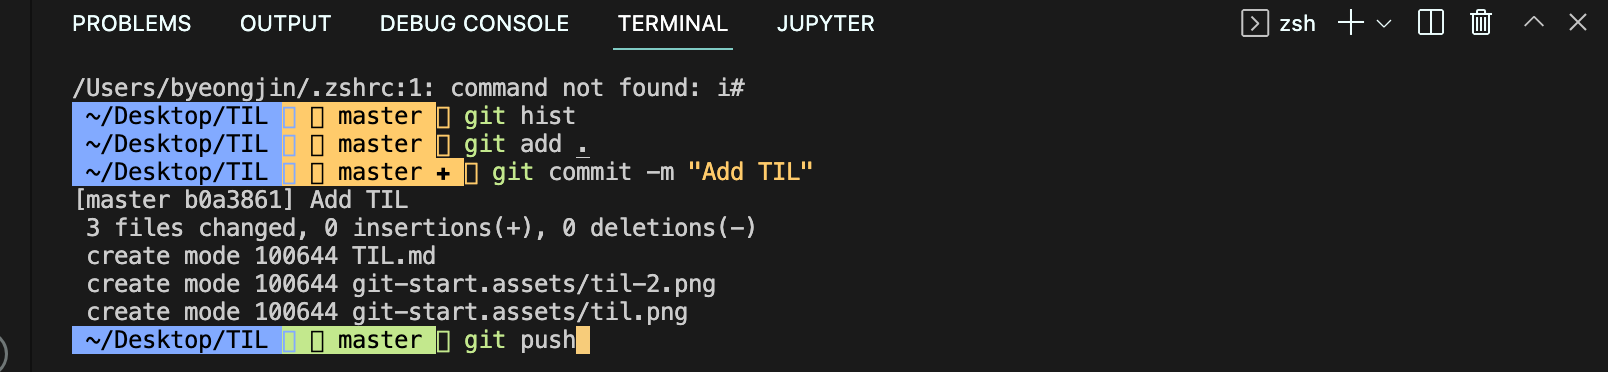 PROBLEMS OUTPUT DEBUG CONSOLE TERMINAL JUPYTER zsh
/Users/byeongjin/.zshrc:1: command not found: i#
~/Desktop/TIL master git hist
~/Desktop/TIL master git add .
~/Desktop/TIL master + git commit -m "Add TIL"
[master b0a3861] Add TIL
3 files changed, 0 insertions(+), 0 deletions(-)
create mode 100644 TIL.md
create mode 100644 git-start.assets/til-2.png
create mode 100644 git-start.assets/til.png
~/Desktop/TIL master git push